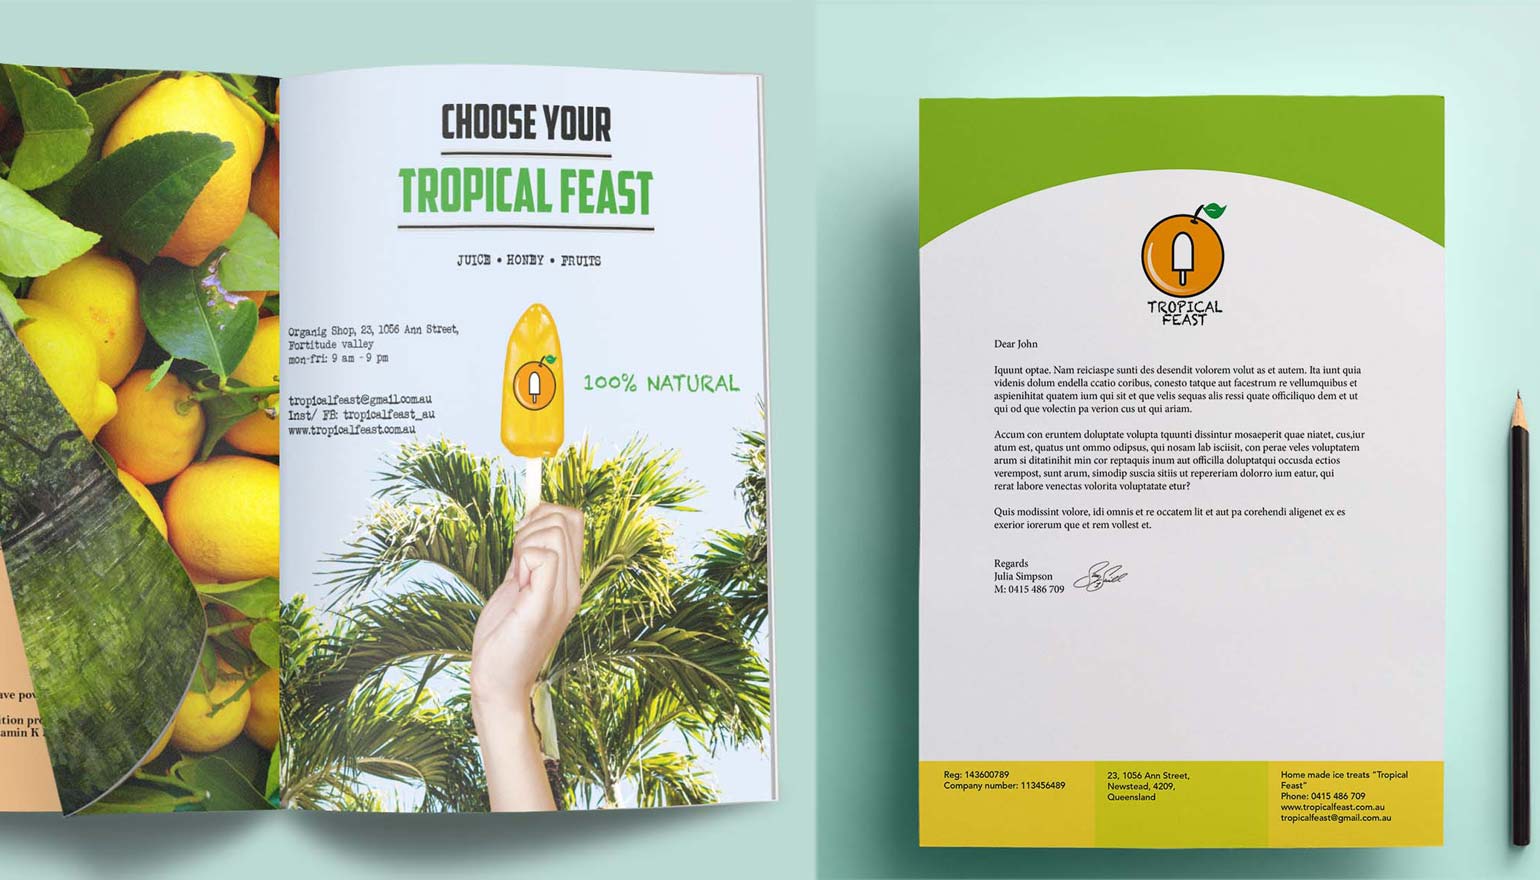 ave pov
ition pr
amin K
CHOOSE YOUR
TROPICAL FEAST
JUICE • HONEY • FRUITS
Organig Shop, 23, 1056 Ann Street,
Fortitude valley
mon-fri: 9 am - 9 pm
tropicalfeast@gmail.com.au
Inst/ FB: tropicalfeast_au
www.tropicalfeast.com.au
100% NATURAL
TROPICAL
FEAST
Dear John
Iquunt optae. Nam reiciaspe sunti des desendit volorem volut as et autem. Ita iunt quia
videnis dolum endella ccatio coribus, conesto tatque aut facestrum re vellumquibus et
aspienihitat quatem ium qui sit et que velis sequas alis ressi quate officiliquo dem et ut
qui od que volectin pa verion cus ut qui ariam.
Accum con eruntem doluptate volupta tquunti dissintur mosaeperit quae niatet, cus,iur
atum est, quatus unt ommo odipsus, qui nosam lab isciisit, con perae veles voluptatem
arum si ditatinihit min cor reptaquis inum aut officilla doluptatqui occusda ectios
verempost, sunt arum, simodip suscia sitiis ut repereriam dolorro ium eatur, qui
rerat labore venectas volorita voluptatate etur?
Quis modissint volore, idi omnis et re occatem lit et aut pa corehendi aligenet ex es
exerior iorerum que et rem vollest et.
Regards
Julia Simpson
M: 0415 486 709
Reg: 143600789
Company number: 113456489
23, 1056 Ann Street,
Newstead, 4209,
Queensland
Home made ice treats "Tropical
Feast"
Phone: 0415 486 709
www.tropicalfeast.com.au
tropicalfeast@gmail.com.au